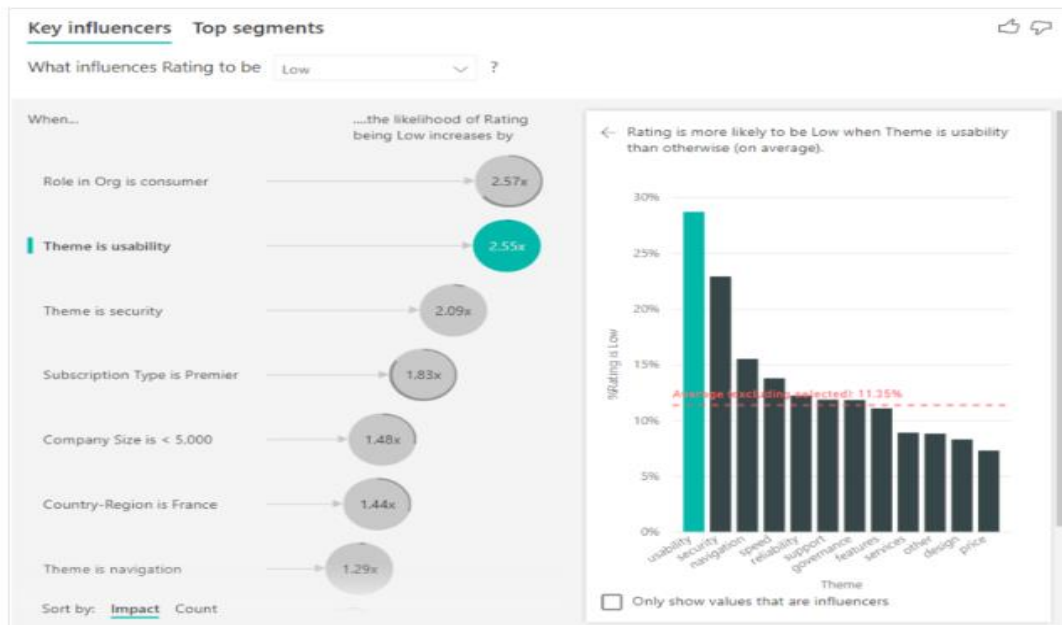 Key influencers Top segments
What influences Rating to be Low ?
When...
....the likelihood of Rating
being Low increases by
Role in Org is consumer 2.57x
Theme is usability 2.55x
Theme is security 2.09x
Subscription Type is Premier 1.83x
Company Size is < 5,000 1.48x
Country-Region is France 1.44x
Theme is navigation 1.29x
Sort by: Impact Count
Rating is more likely to be Low when Theme is usability
than otherwise (on average).
30%
25%
20%
15%
10%
5%
0%
%Rating is Low
Average (excluding selected): 11.35%
usability
security
navigation
speed
reliability
support
governance
features
services
other
design
price
Theme
Only show values that are influencers